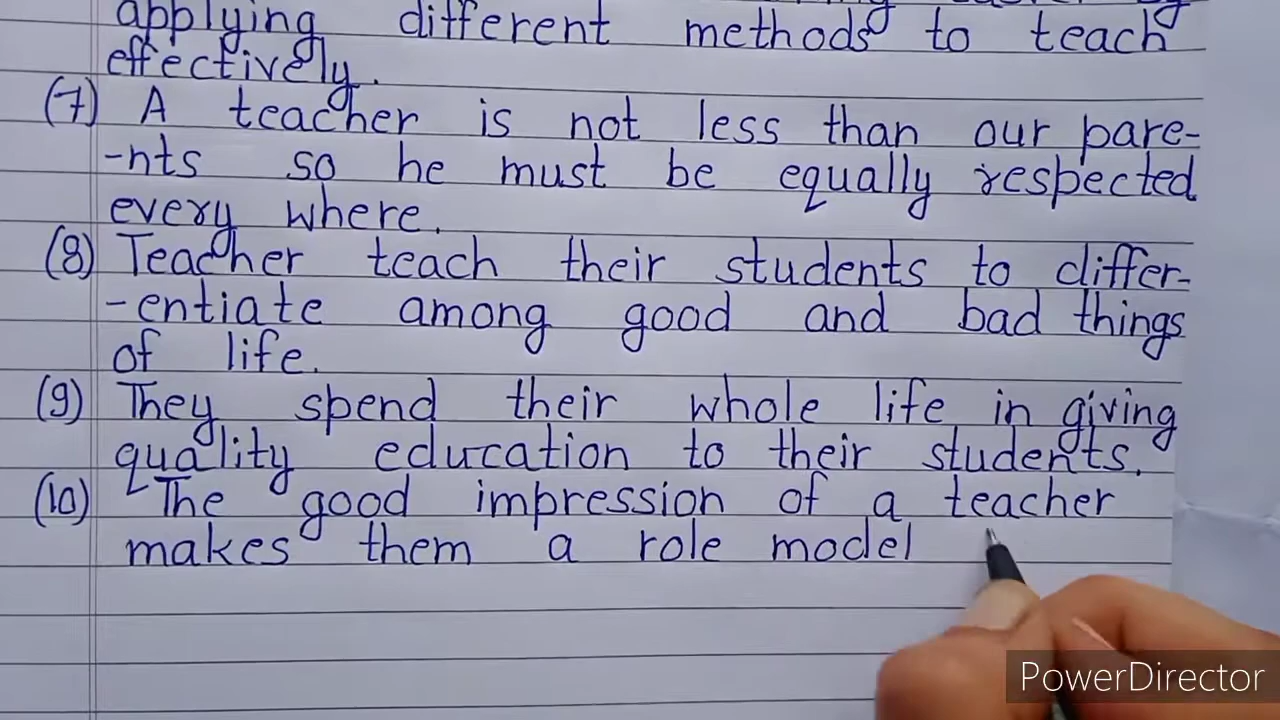 applying different methods to teach
effectively.
(7) A teacher is not less than our pare-
-nts so he must be equally respected
every where.
(8) Teacher teach their students to differ-
-entiate among good and bad things
of life.
(9) They spend their whole life in giving
quality education to their students.
(10) The good impression of a teacher
makes them a role model
PowerDirector